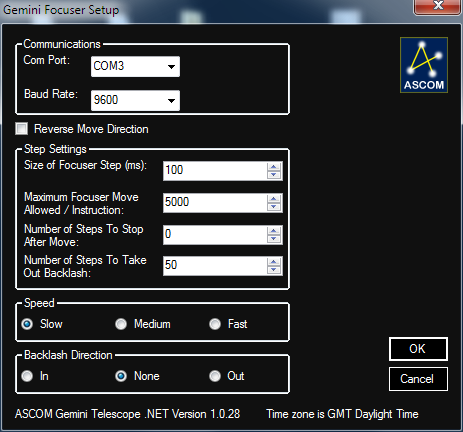 Gemini Focuser Setup
Communications
Com Port: COM3
Baud Rate: 9600
ASCOM
Reverse Move Direction
Step Settings
Size of Focuser Step (ms): 100
Maximum Focuser Move
Allowed / Instruction: 5000
Number of Steps To Stop
After Move: 0
Number of Steps To Take
Out Backlash: 50
Speed
Slow Medium Fast
Backlash Direction
In None Out
OK
Cancel
ASCOM Gemini Telescope .NET Version 1.0.28 Time zone is GMT Daylight Time